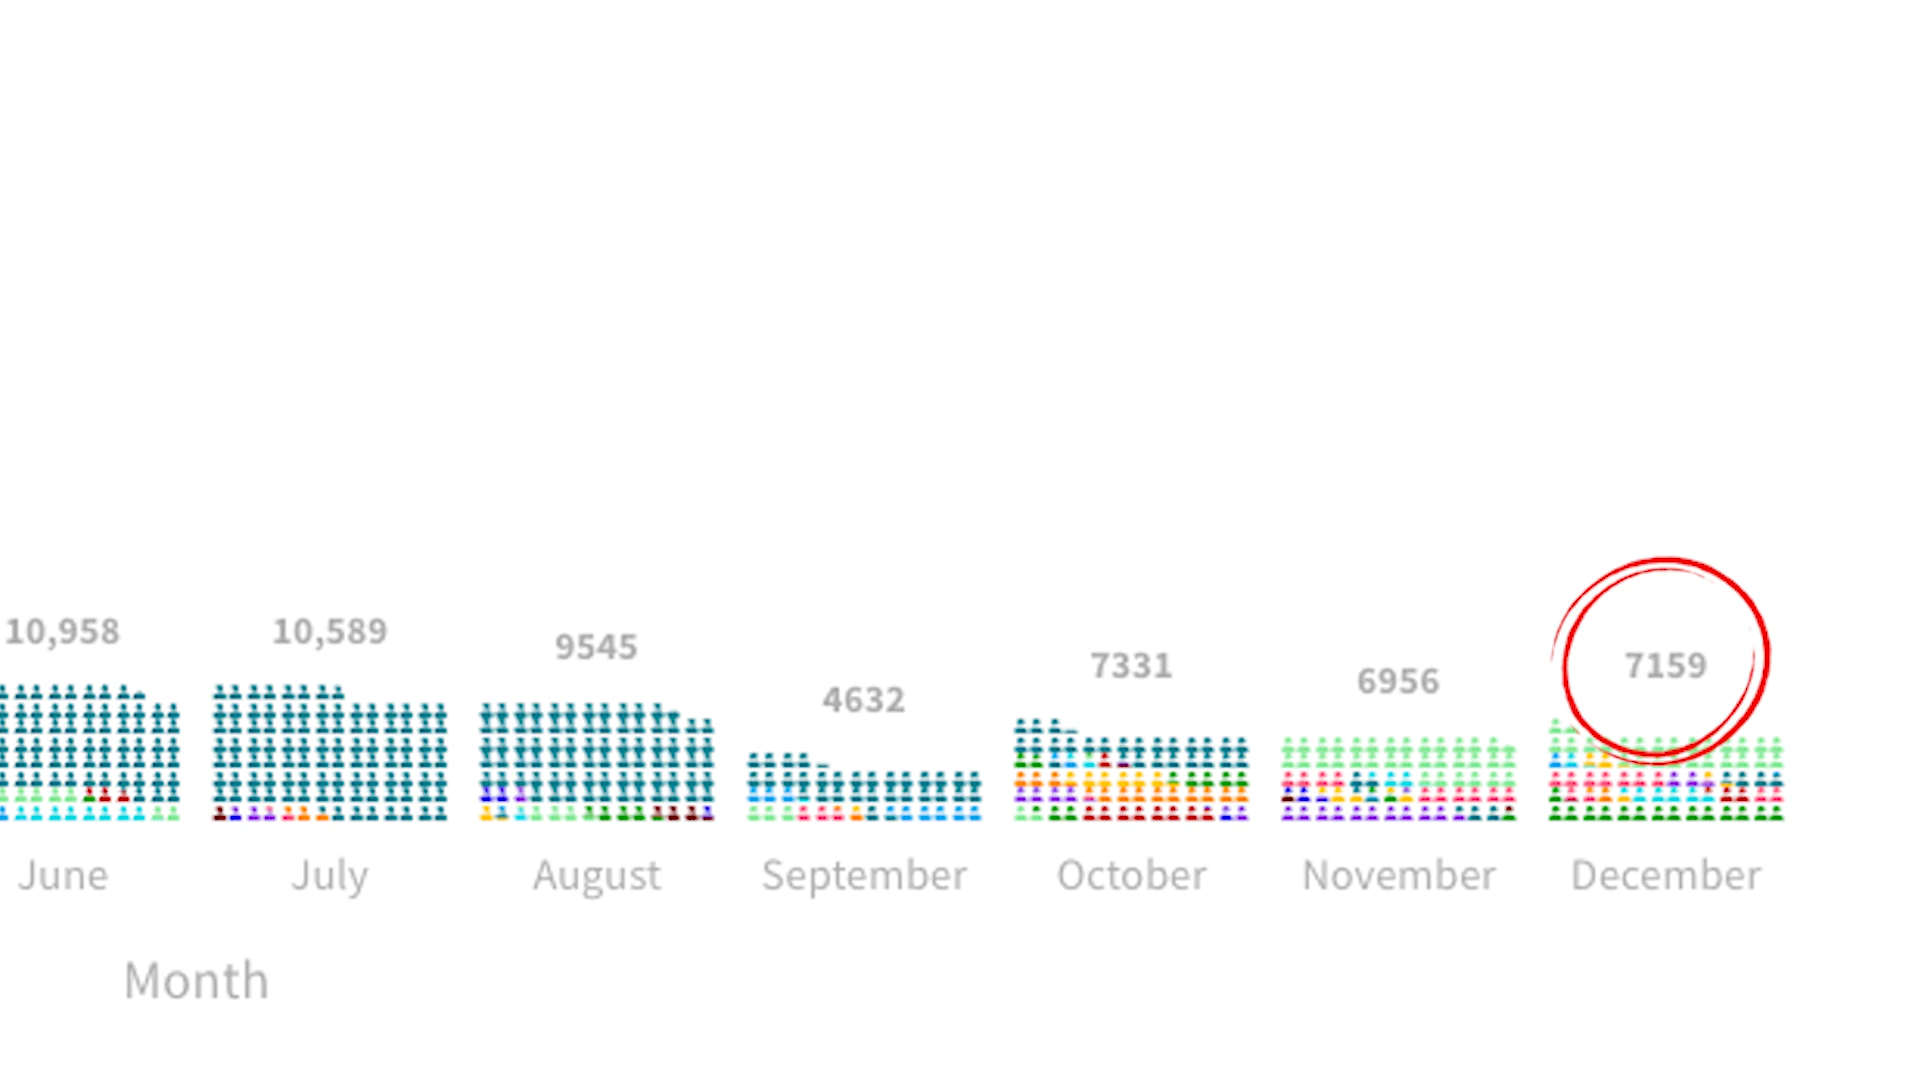 10,958
10,589
9545
4632
7331
6956
7159
June
July
August
September
October
November
December
Month